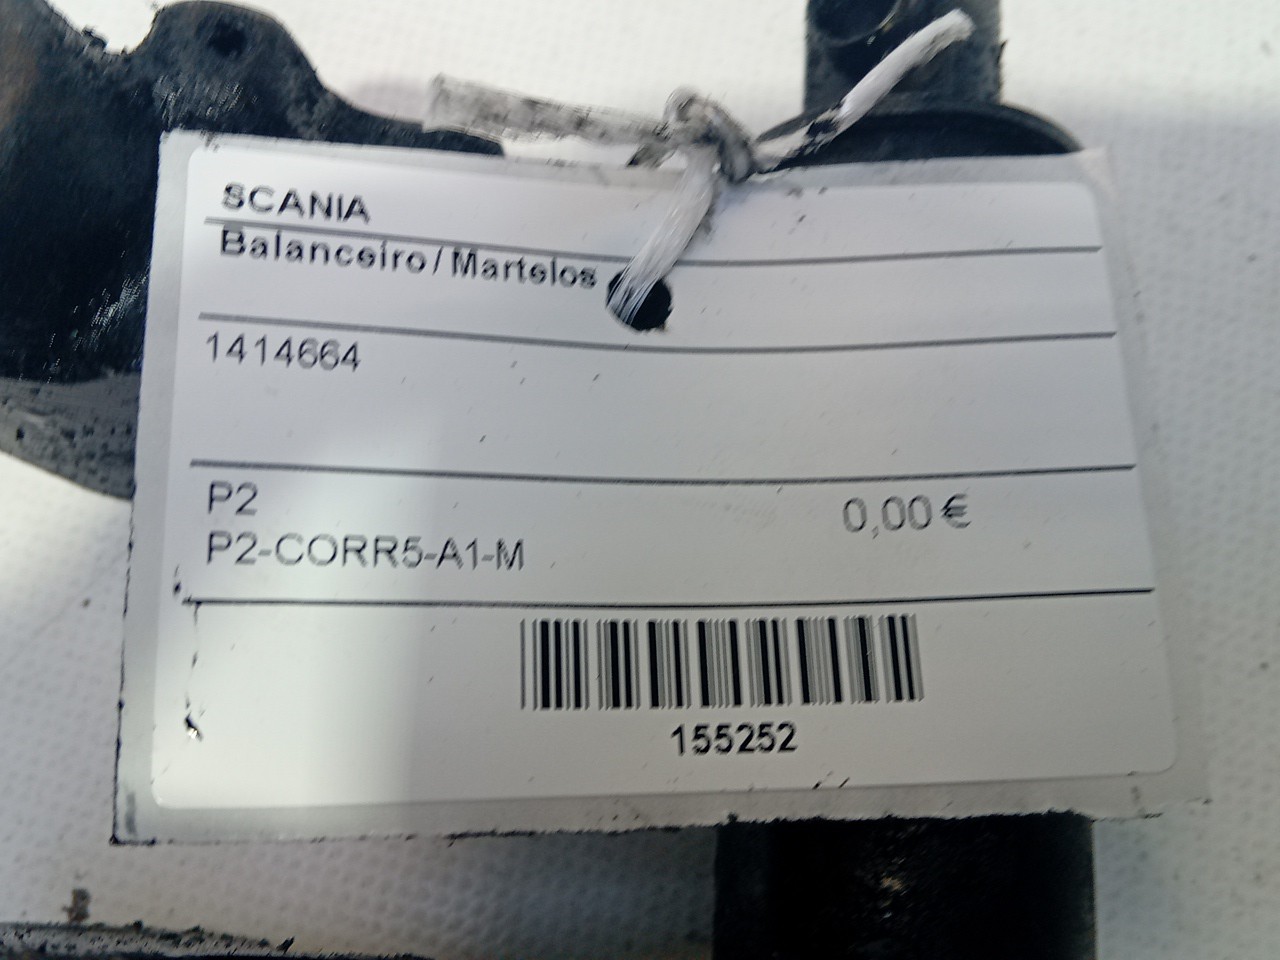 SCANIA
Balanceiro/Martelos
1414664
P2
0,00€
P2-CORR5-A1-M
155252